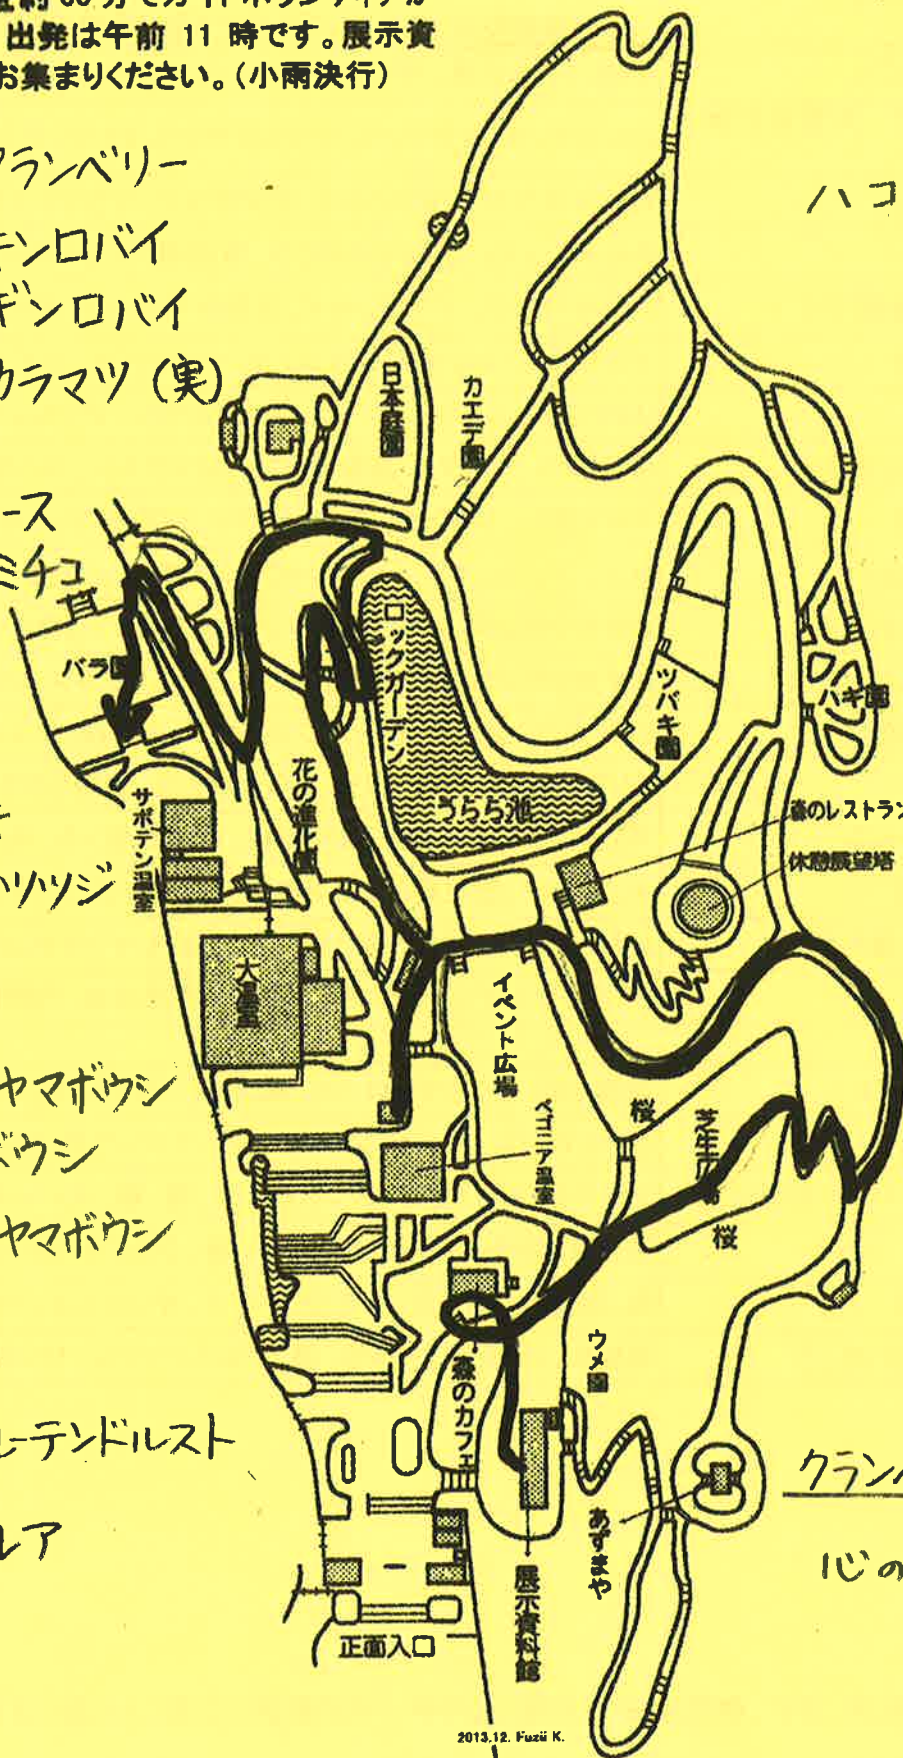 出発は午前 11 時です。展示資
お集まりください。(小雨決行)
ランベリー
ンロバイ
ギンロバイ
カラマツ (実)
ハコ
日本庭園
カエデ園
ース
ミチコ
バラ園
ロックガーデン
ツバキ園
ハギ園
花の進化園
うらら池
サボテン温室
森のレストラン
休憩展望塔
ツツジ
大温室
イベント広場
ヤマボウシ
ボウシ
ヤマボウシ
ベゴニア温室
桜
芝生広場
桜
ウメ園
森のカフェ
ルーテンドルスト
レア
クランベ
心の
あずまや
展示資料館
正面入口
2013.12. Fuzii K.